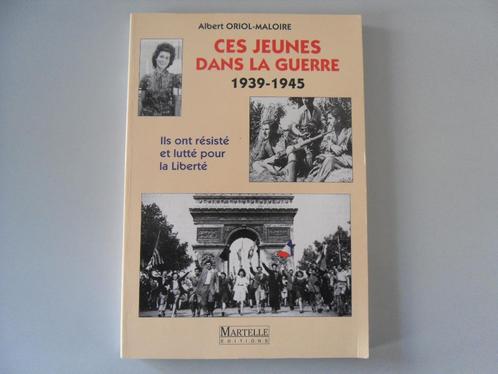 Albert ORIOL-MALOIRE
CES JEUNES
DANS LA GUERRE
1939-1945
Ils ont résisté
et lutté pour
la Liberté
MARTELLE
EDITIONS